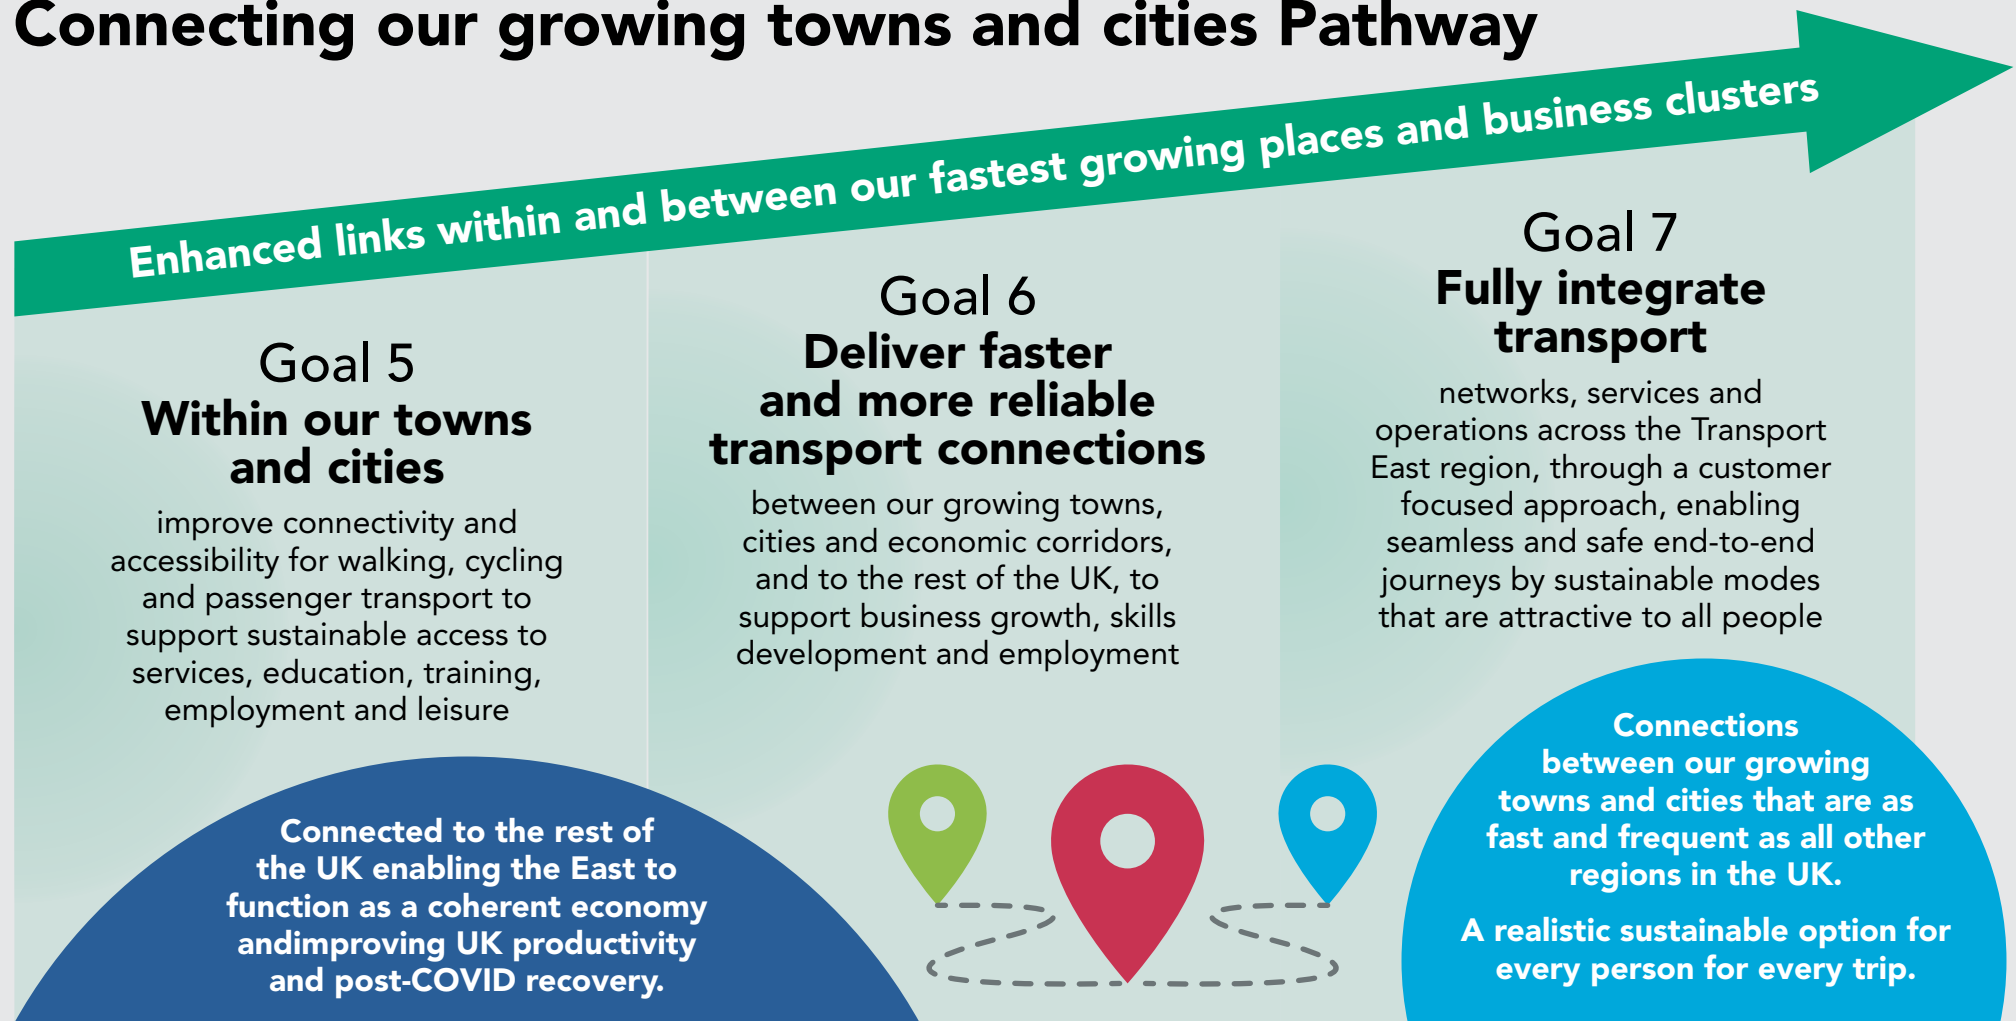 Connecting our growing towns and cities Pathway
Enhanced links within and between our fastest growing places and business clusters
Goal 5
Within our towns
and cities
improve connectivity and
accessibility for walking, cycling
and passenger transport to
support sustainable access to
services, education, training,
employment and leisure
Goal 6
Deliver faster
and more reliable
transport connections
between our growing towns,
cities and economic corridors,
and to the rest of the UK, to
support business growth, skills
development and employment
Goal 7
Fully integrate
transport
networks, services and
operations across the Transport
East region, through a customer
focused approach, enabling
seamless and safe end-to-end
journeys by sustainable modes
that are attractive to all people
Connected to the rest of
the UK enabling the East to
function as a coherent economy
andimproving UK productivity
and post-COVID recovery.
Connections
between our growing
towns and cities that are as
fast and frequent as all other
regions in the UK.
A realistic sustainable option for
every person for every trip.